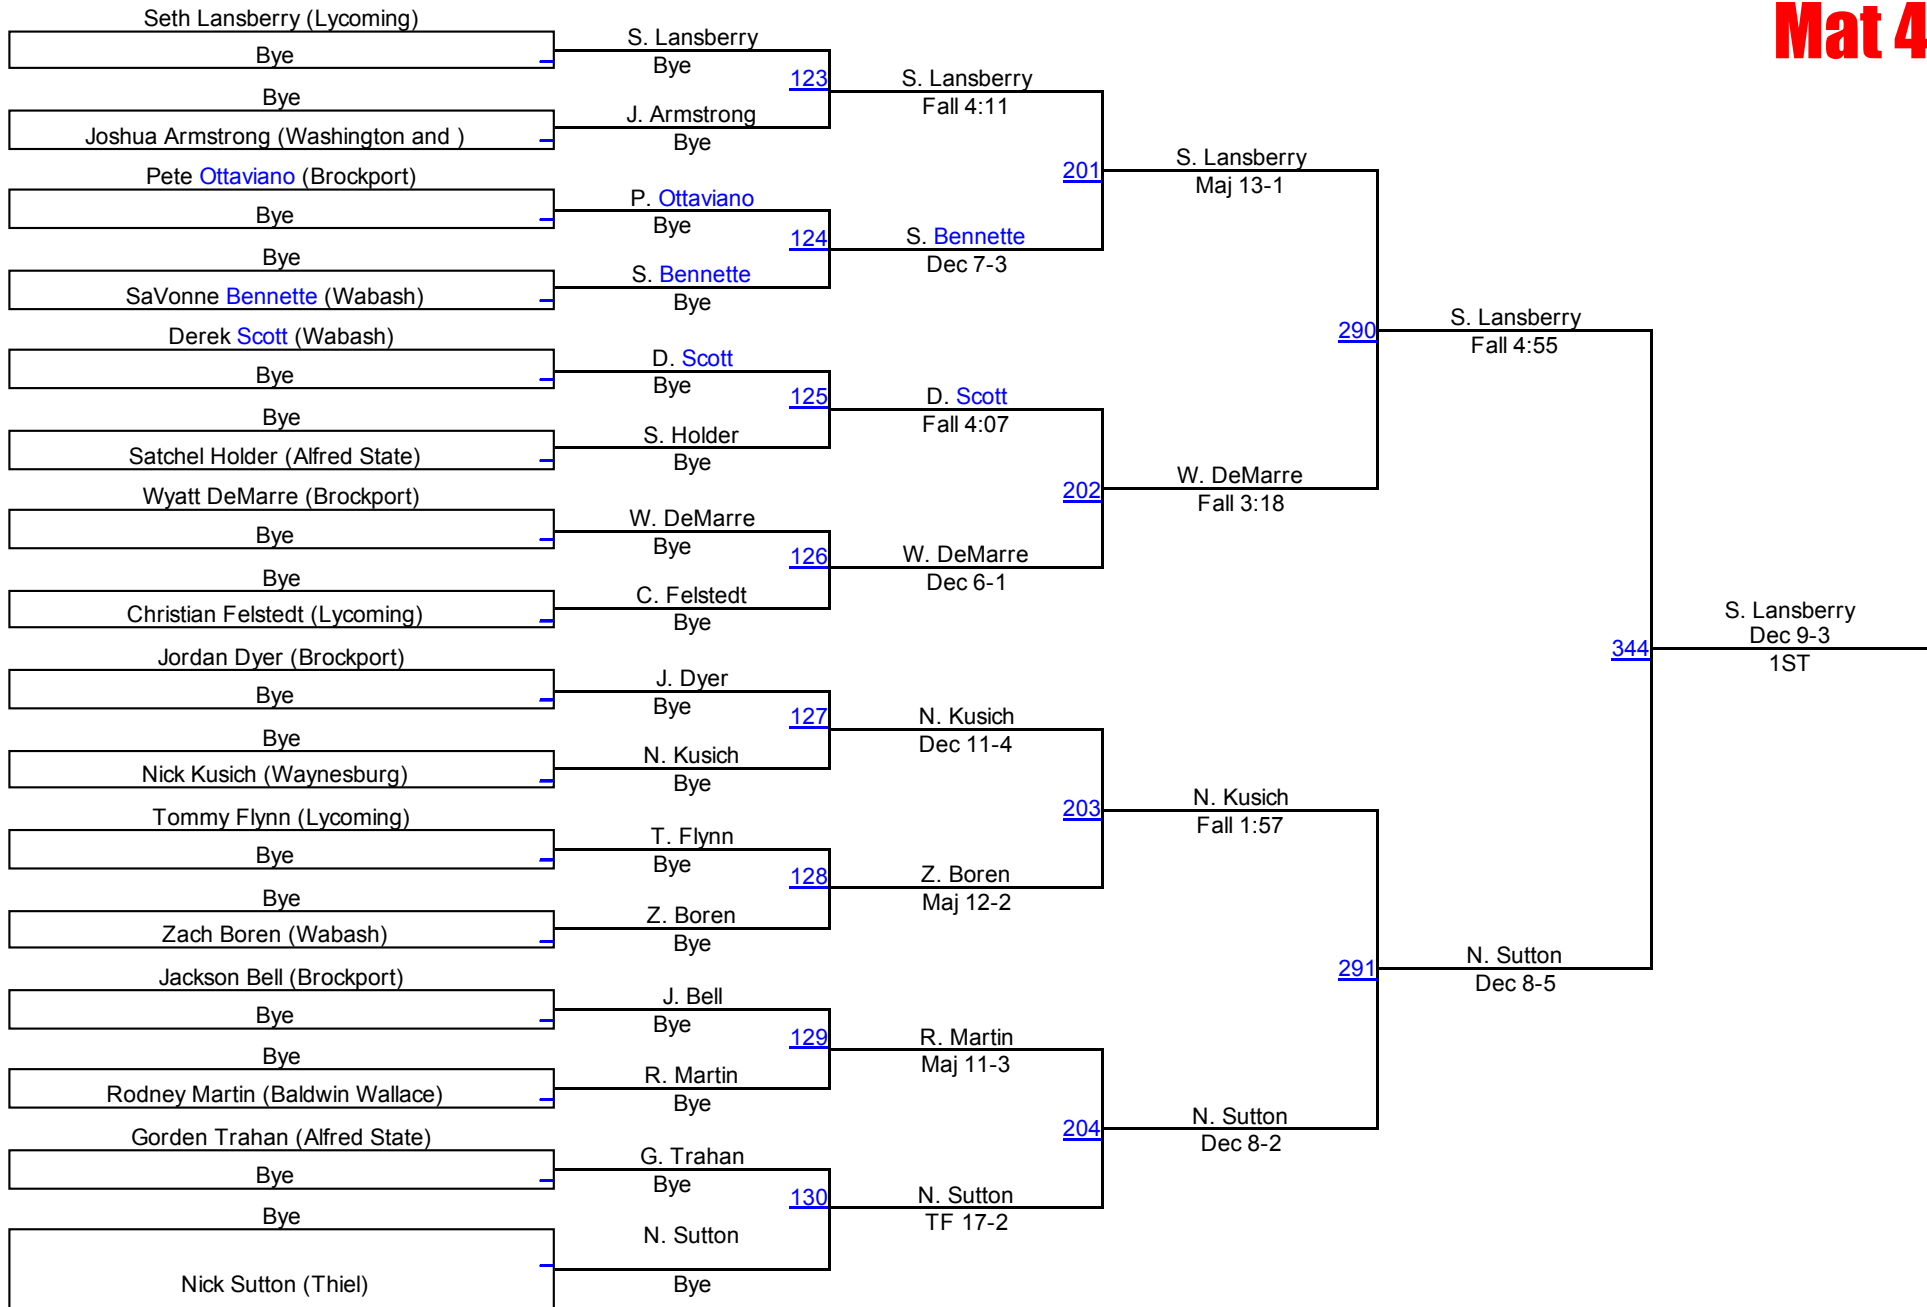 Mat 4
Seth Lansberry (Lycoming)
Bye
Bye
Joshua Armstrong (Washington and )
Pete Ottaviano (Brockport)
Bye
Bye
SaVonne Bennette (Wabash)
Derek Scott (Wabash)
Bye
Bye
Satchel Holder (Alfred State)
Wyatt DeMarre (Brockport)
Bye
Bye
Christian Felstedt (Lycoming)
Jordan Dyer (Brockport)
Bye
Bye
Nick Kusich (Waynesburg)
Tommy Flynn (Lycoming)
Bye
Bye
Zach Boren (Wabash)
Jackson Bell (Brockport)
Bye
Bye
Rodney Martin (Baldwin Wallace)
Gorden Trahan (Alfred State)
Bye
Bye
Nick Sutton (Thiel)
S. Lansberry
Bye
123
J. Armstrong
Bye
P. Ottaviano
Bye
124
S. Bennette
Bye
D. Scott
Bye
125
S. Holder
Bye
W. DeMarre
Bye
126
C. Felstedt
Bye
J. Dyer
Bye
127
N. Kusich
Bye
T. Flynn
Bye
128
Z. Boren
Bye
J. Bell
Bye
129
R. Martin
Bye
G. Trahan
Bye
130
N. Sutton
Bye
S. Lansberry
Fall 4:11
201
S. Bennette
Dec 7-3
D. Scott
Fall 4:07
202
W. DeMarre
Dec 6-1
N. Kusich
Dec 11-4
203
Z. Boren
Maj 12-2
R. Martin
Maj 11-3
204
N. Sutton
TF 17-2
S. Lansberry
Maj 13-1
290
W. DeMarre
Fall 3:18
N. Kusich
Fall 1:57
291
N. Sutton
Dec 8-2
S. Lansberry
Fall 4:55
344
N. Sutton
Dec 8-5
S. Lansberry
Dec 9-3
1ST